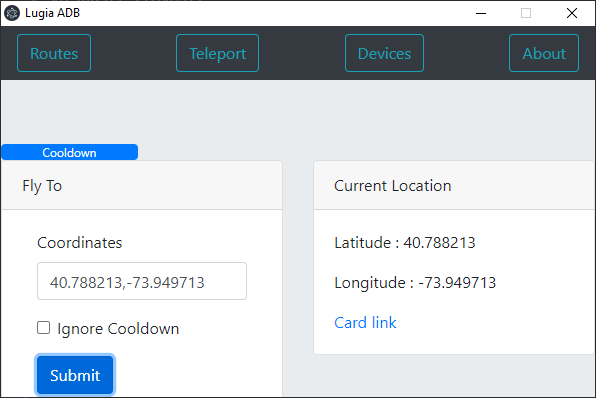 Lugia ADB
Routes Teleport Devices About
Cooldown
Fly To
Coordinates
40.788213,-73.949713
Ignore Cooldown
Submit
Current Location
Latitude : 40.788213
Longitude : -73.949713
Card link